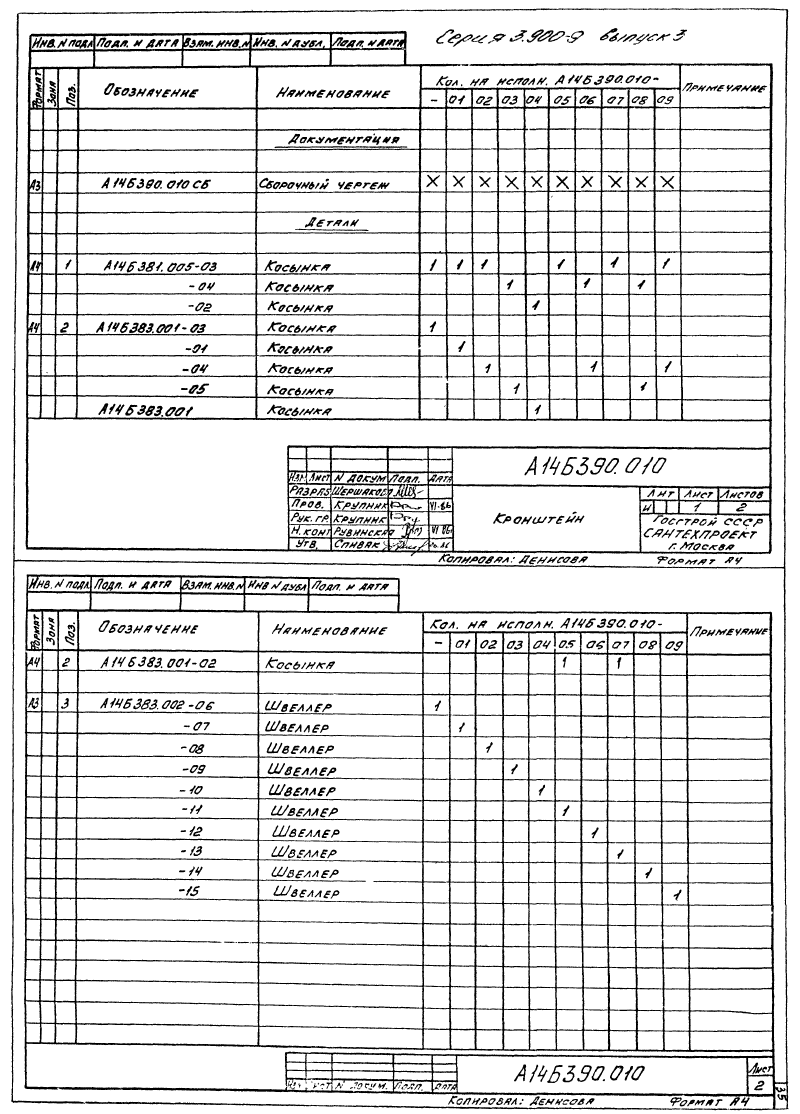 Серия 3.900-9 выпуск 3
Инв. N подл Подп. и дата Взам. инв. N Инв. N дубл. Подп. и дата
Формат Зона Поз. Обозначение Наименование Кол. на исполн. А14Б390.010- Примечание
- 01 02 03 04 05 06 07 08 09
Документация
А3 А14Б390.010 СБ Сборочный чертеж X X X X X X X X X X
Детали
А4 1 А14Б381.005-03 Косынка 1 1 1 1 1 1
-04 Косынка 1 1 1
-02 Косынка 1
А4 2 А14Б383.001-03 Косынка 1
-01 Косынка 1
-04 Косынка 1 1 1
-05 Косынка 1 1
А14Б383.001 Косынка 1
А14Б390.010
Изм Лист N докум Подп. Дата
Разраб Шершакова
Пров. Крупник VI-86
Рук. гр. Крупник
Н. конт Рувинская VI 86
Утв. Спивак
Кронштейн
Лит Лист Листов
И 1 2
Госстрой СССР
Сантехпроект
г. Москва
Копировал: Денисова Формат А4
Инв. N подл Подп. и дата Взам. инв. N Инв N дубл Подп. и дата
Формат Зона Поз. Обозначение Наименование Кол. на исполн. А14Б390.010- Примечание
- 01 02 03 04 05 06 07 08 09
А4 2 А14Б383.001-02 Косынка 1 1
А3 3 А14Б383.002-06 Швеллер 1
-07 Швеллер 1
-08 Швеллер 1
-09 Швеллер 1
-10 Швеллер 1
-11 Швеллер 1
-12 Швеллер 1
-13 Швеллер 1
-14 Швеллер 1
-15 Швеллер 1
Изм Лист N докум. Подп. Дата
А14Б390.010
Лист
2
Копировал: Денисова Формат А4
35